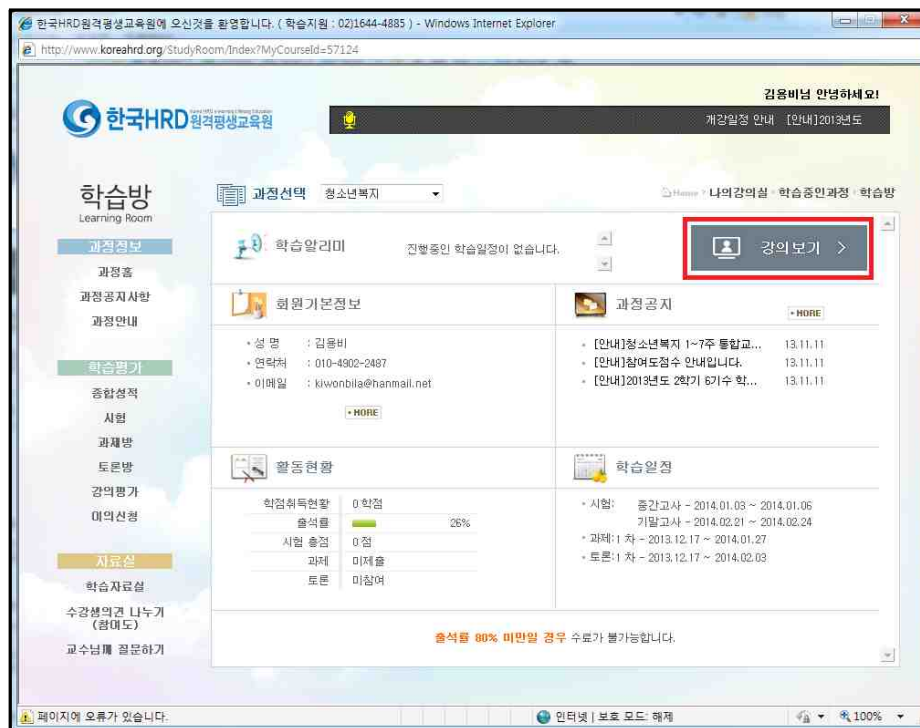 한국HRD원격평생교육원에 오신것을 환영합니다. ( 학습지원 : 02)1644-4885 ) - Windows Internet Explorer
http://www.koreahrd.org/StudyRoom/Index?MyCourseId=57124
김용비님 안녕하세요!
한국HRD원격평생교육원
개강일정 안내 [안내]2013년도
학습방
Learning Room
과정선택 청소년복지
Home > 나의강의실 > 학습중인과정 > 학습방
과정정보
과정홈
과정공지사항
과정안내
학습평가
종합성적
시험
과제방
토론방
강의평가
이의신청
자료실
학습자료실
수강생의견 나누기
(참여도)
교수님께 질문하기
학습알리미 진행중인 학습일정이 없습니다.
강의보기 >
회원기본정보
• 성 명 : 김용비
• 연락처 : 010-4902-2487
• 이메일 : kiwonbila@hanmail.net
• MORE
과정공지
• MORE
• [안내]청소년복지 1~7주 통합교... 13.11.11
• [안내]참여도점수 안내입니다. 13.11.11
• [안내]2013년도 2학기 6기수 학... 13.11.11
활동현황
학점취득현황 0학점
출석률 26%
시험 총점 0점
과제 미제출
토론 미참여
학습일정
• 시험: 중간고사 - 2014.01.03 ~ 2014.01.06
기말고사 - 2014.02.21 ~ 2014.02.24
• 과제:1 차 - 2013.12.17 ~ 2014.01.27
• 토론:1 차 - 2013.12.17 ~ 2014.02.03
출석률 80% 미만일 경우 수료가 불가능합니다.
페이지에 오류가 있습니다.
인터넷 | 보호 모드: 해제
100%